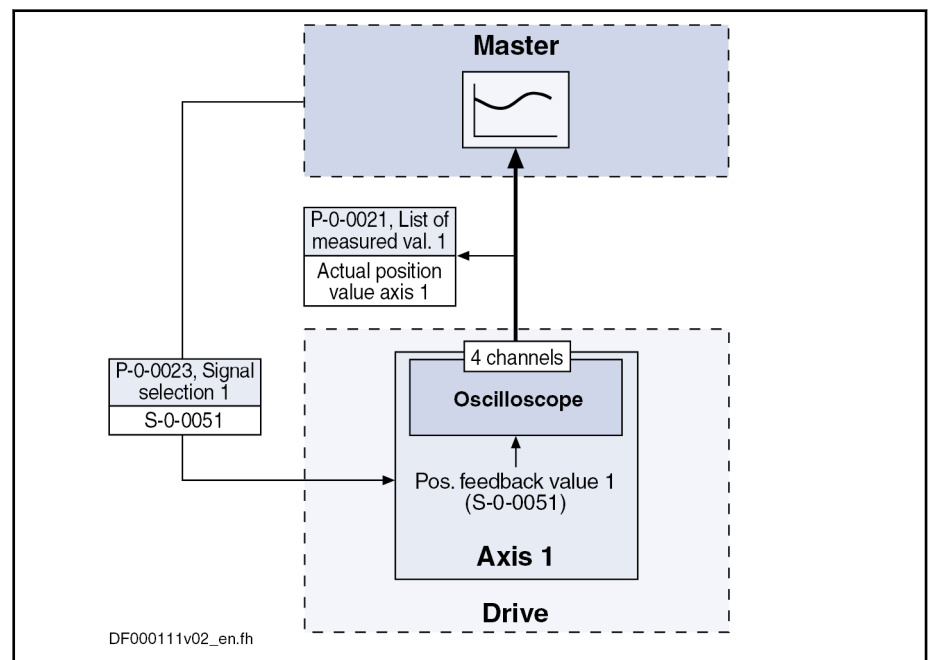 Master
P-0-0021, List of
measured val. 1
Actual position
value axis 1
4 channels
P-0-0023, Signal
selection 1
S-0-0051
Oscilloscope
Pos. feedback value 1
(S-0-0051)
Axis 1
Drive
DF000111v02_en.fh